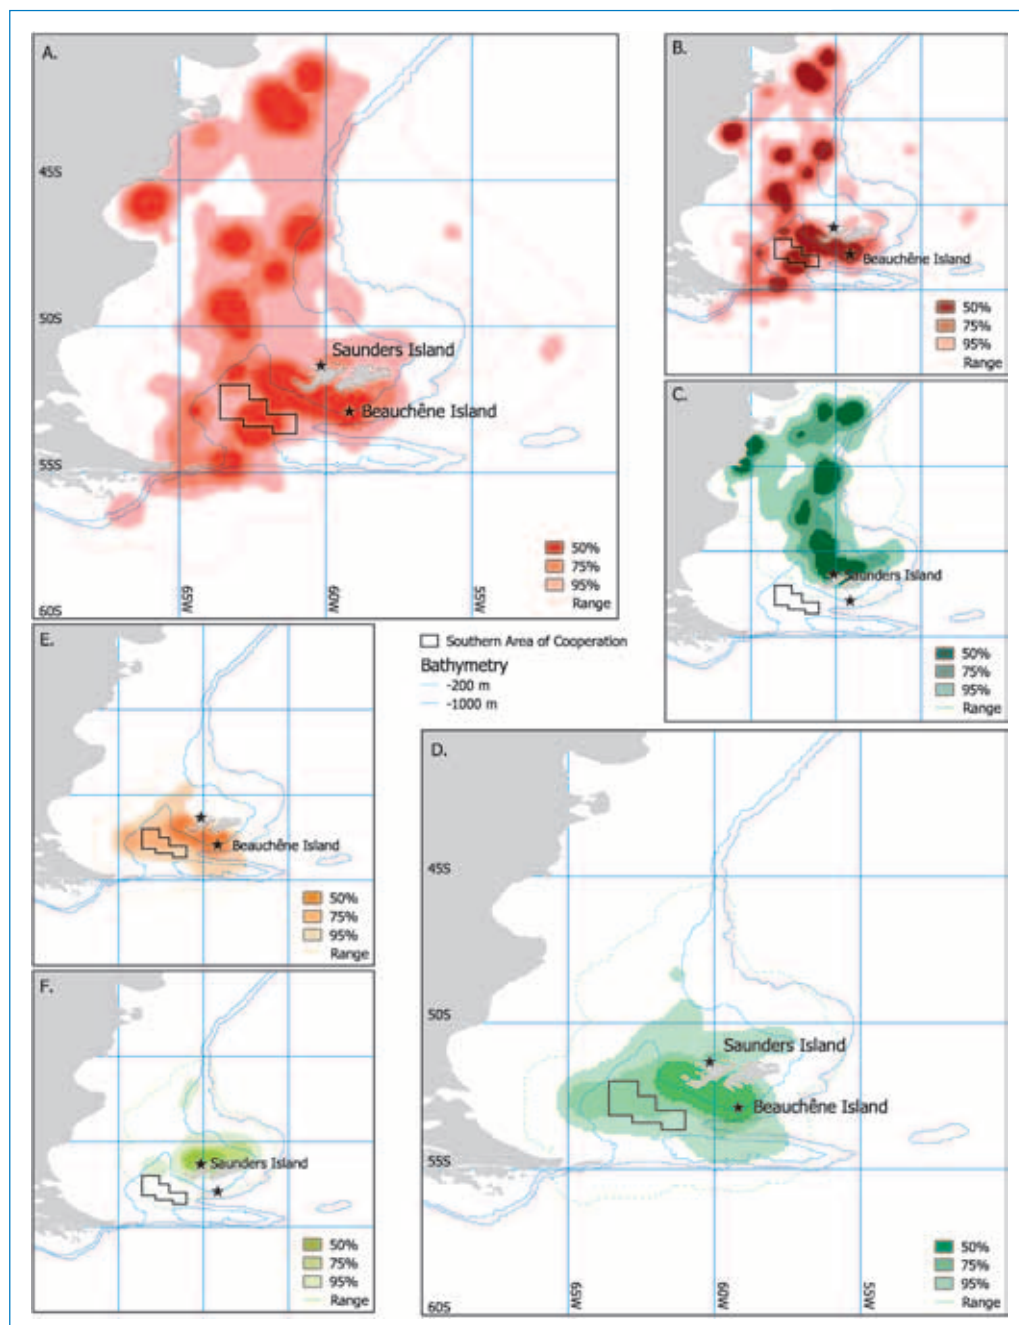 A.
45S
50S
Saunders Island
Beauchêne Island
55S
50%
75%
95%
Range
65W
60W
55W
60S
B.
Beauchêne Island
50%
75%
95%
Range
C.
Saunders Island
50%
75%
95%
Range
Southern Area of Cooperation
Bathymetry
-200 m
-1000 m
E.
Beauchêne Island
50%
75%
95%
Range
D.
45S
50S
Saunders Island
Beauchêne Island
55S
50%
75%
95%
Range
65W
60W
55W
60S
F.
Saunders Island
50%
75%
95%
Range